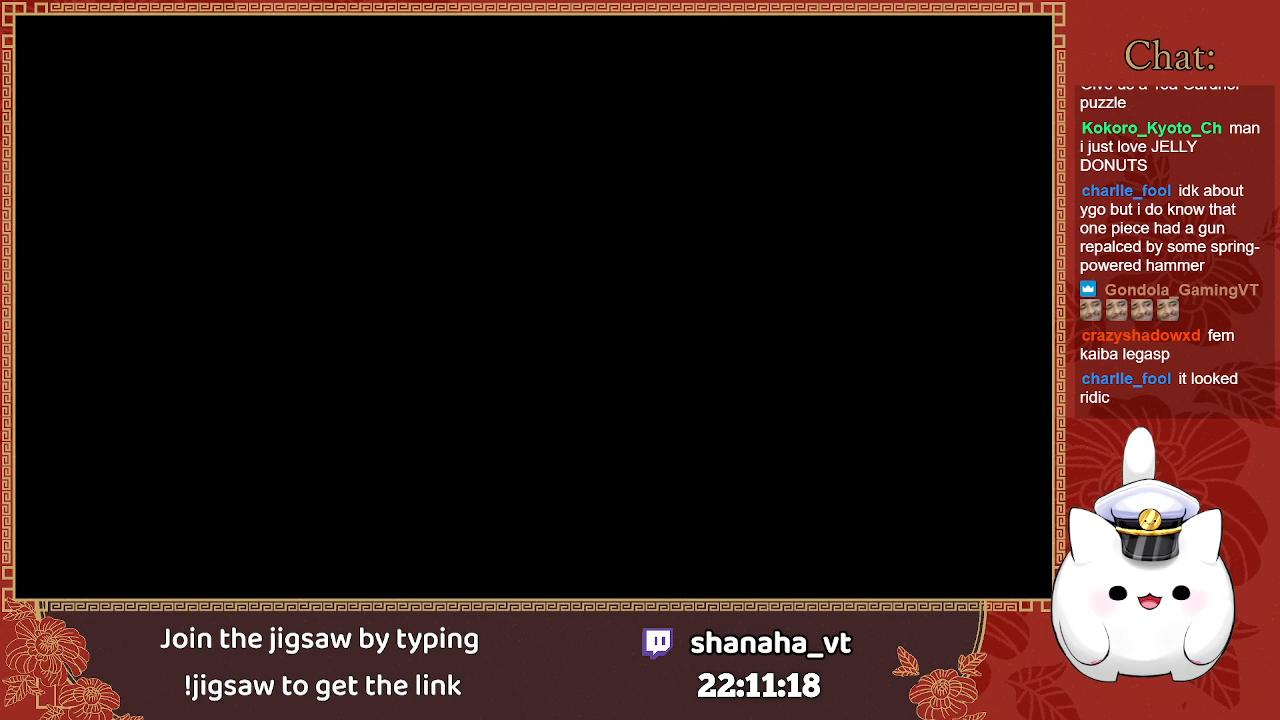 Chat:
puzzle
Kokoro_Kyoto_Ch man
i just love JELLY
DONUTS
charlle_fool idk about
ygo but i do know that
one piece had a gun
repalced by some spring-
powered hammer
Gondola_GamingVT
crazyshadowxd fem
kaiba legasp
charlle_fool it looked
ridic
Join the jigsaw by typing
!jigsaw to get the link
shanaha_vt
22:11:18